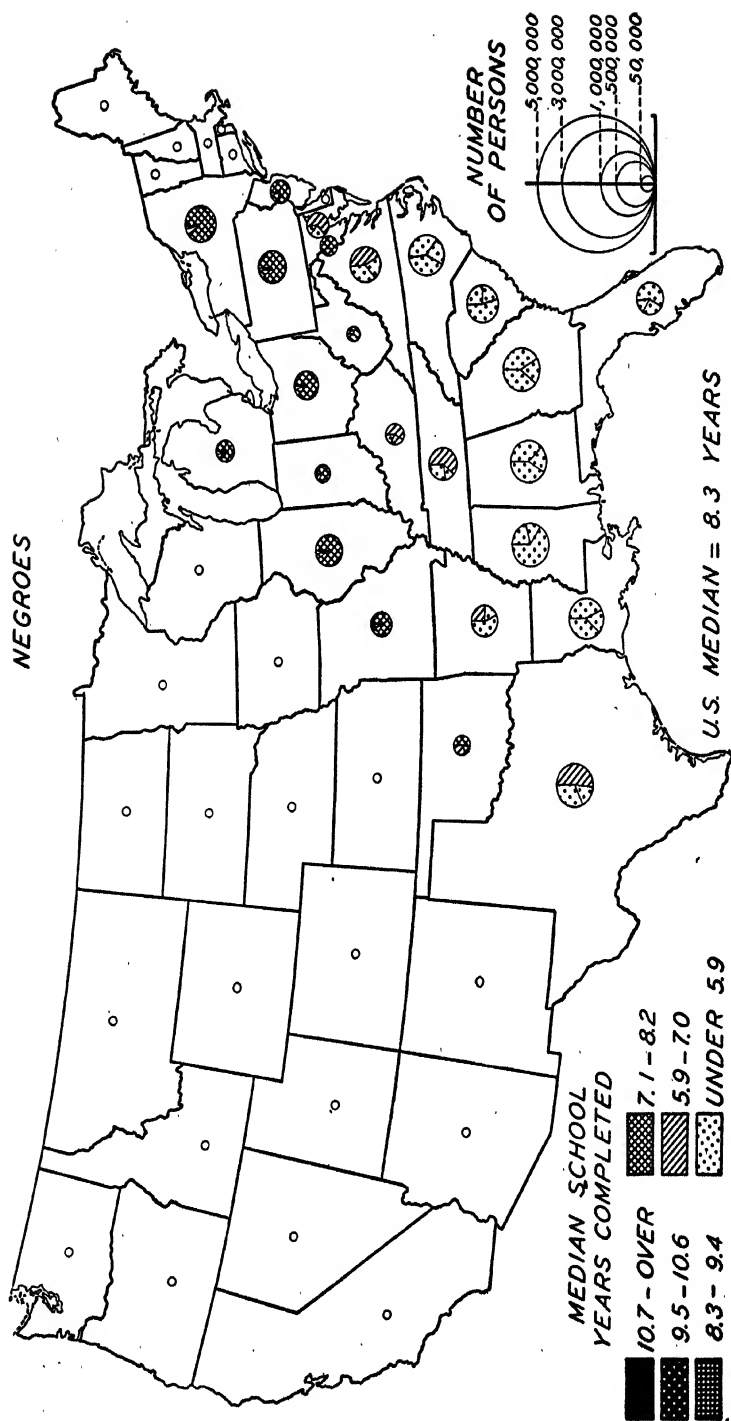 NEGROES
NUMBER
OF PERSONS
5,000,000
3,000,000
1,000,000
500,000
50,000
U.S. MEDIAN = 8.3 YEARS
MEDIAN SCHOOL
YEARS COMPLETED
10.7 - OVER
9.5 - 10.6
8.3 - 9.4
7.1 - 8.2
5.9 - 7.0
UNDER 5.9